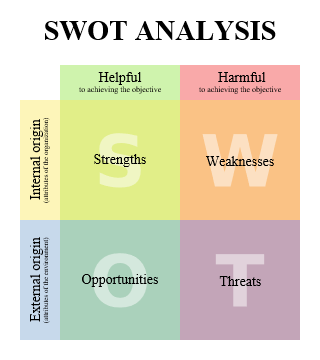 SWOT ANALYSIS
Helpful
to achieving the objective
Harmful
to achieving the objective
Internal origin
(attributes of the organization)
S
Strengths
W
Weaknesses
External origin
(attributes of the environment)
O
Opportunities
T
Threats